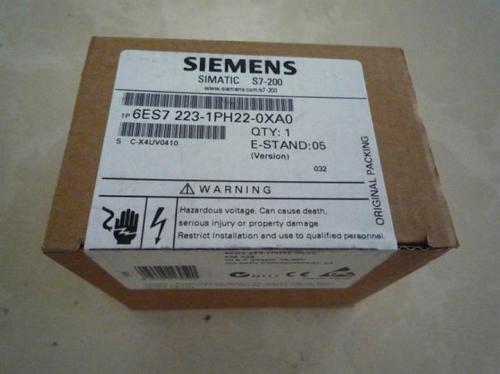 SIEMENS
SIMATIC S7-200
www.siemens.com/s7-200
1P 6ES7 223-1PH22-0XA0
QTY: 1
S C-X4UV0410
E-STAND:05
(Version)
032
ORIGINAL PACKING
WARNING
Hazardous voltage. Can cause death,
serious injury or property damage.
Restrict Installation and use to qualified personnel.